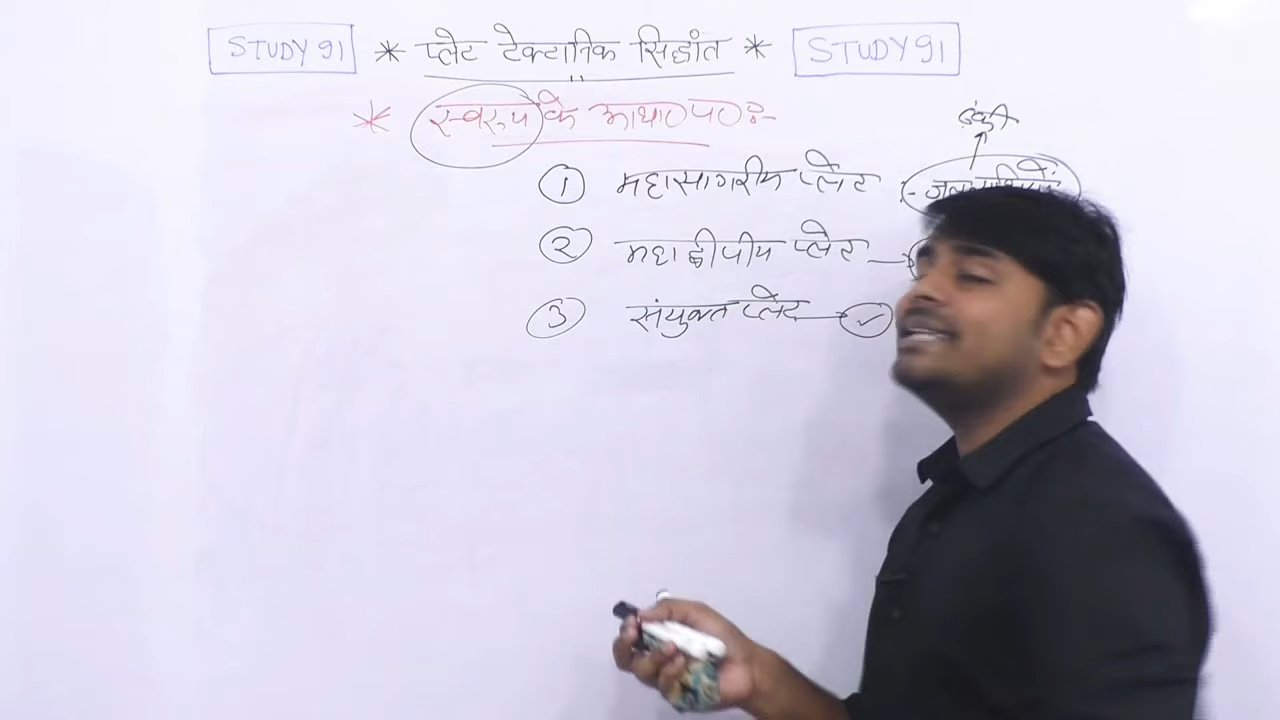 STUDY 91 * प्लेट टेक्टानिक सिद्धांत * STUDY 91
* स्वरूप के आधार पर :-
① महासागरीय प्लेट -
② महाद्वीपीय प्लेट →
③ संयुक्त प्लेट → ✓